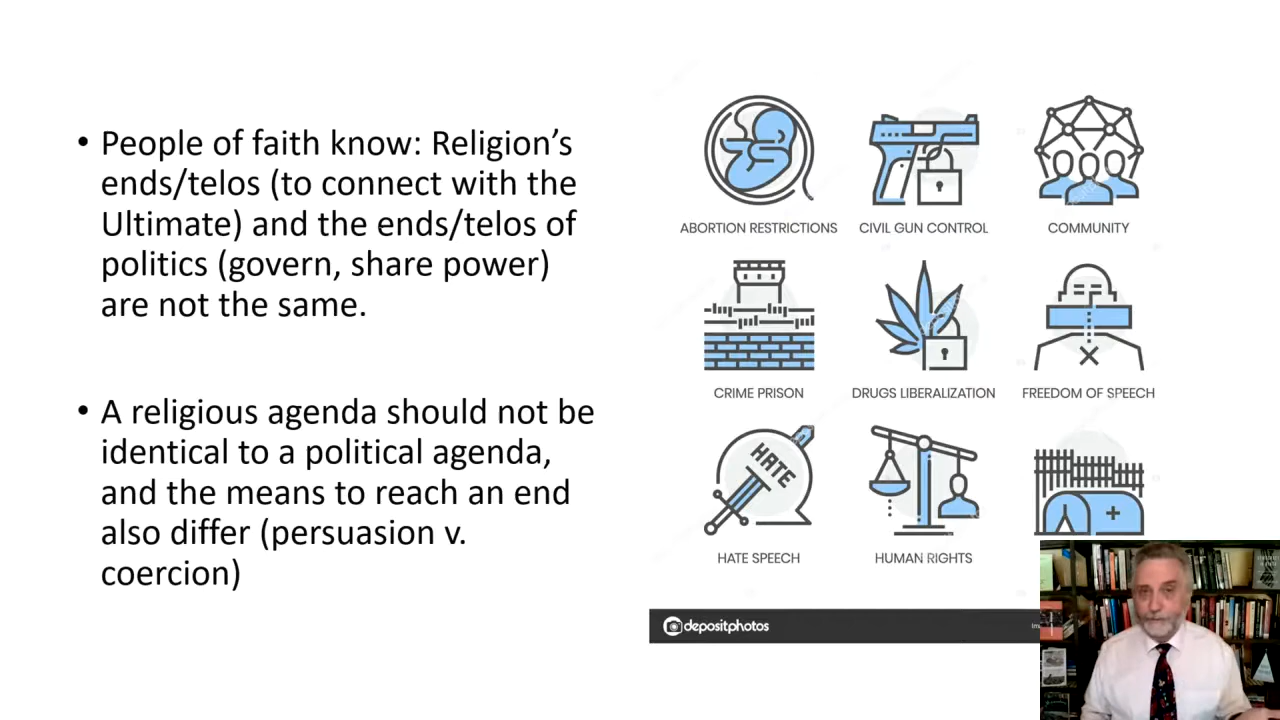 • People of faith know: Religion’s
ends/telos (to connect with the
Ultimate) and the ends/telos of
politics (govern, share power)
are not the same.
• A religious agenda should not be
identical to a political agenda,
and the means to reach an end
also differ (persuasion v.
coercion)
ABORTION RESTRICTIONS
CIVIL GUN CONTROL
COMMUNITY
CRIME PRISON
DRUGS LIBERALIZATION
FREEDOM OF SPEECH
HATE
HATE SPEECH
HUMAN RIGHTS
depositphotos